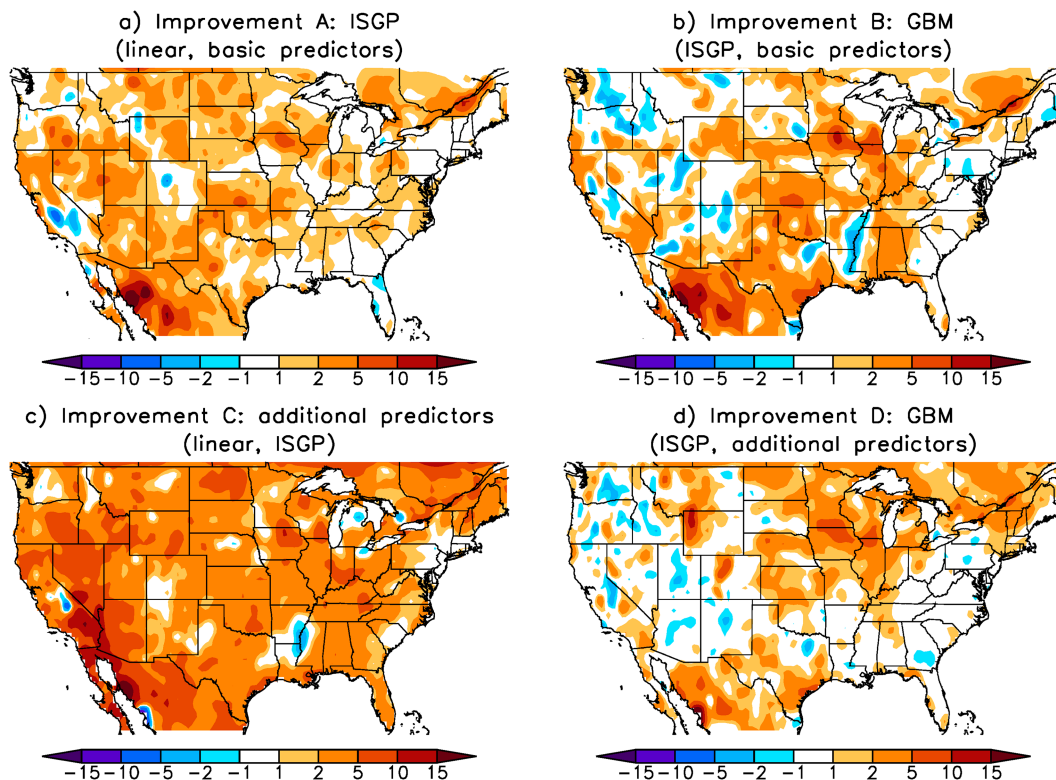 a) Improvement A: ISGP
(linear, basic predictors)
b) Improvement B: GBM
(ISGP, basic predictors)
−15 −10 −5 −2 −1 1 2 5 10 15
−15 −10 −5 −2 −1 1 2 5 10 15
c) Improvement C: additional predictors
(linear, ISGP)
d) Improvement D: GBM
(ISGP, additional predictors)
−15 −10 −5 −2 −1 1 2 5 10 15
−15 −10 −5 −2 −1 1 2 5 10 15